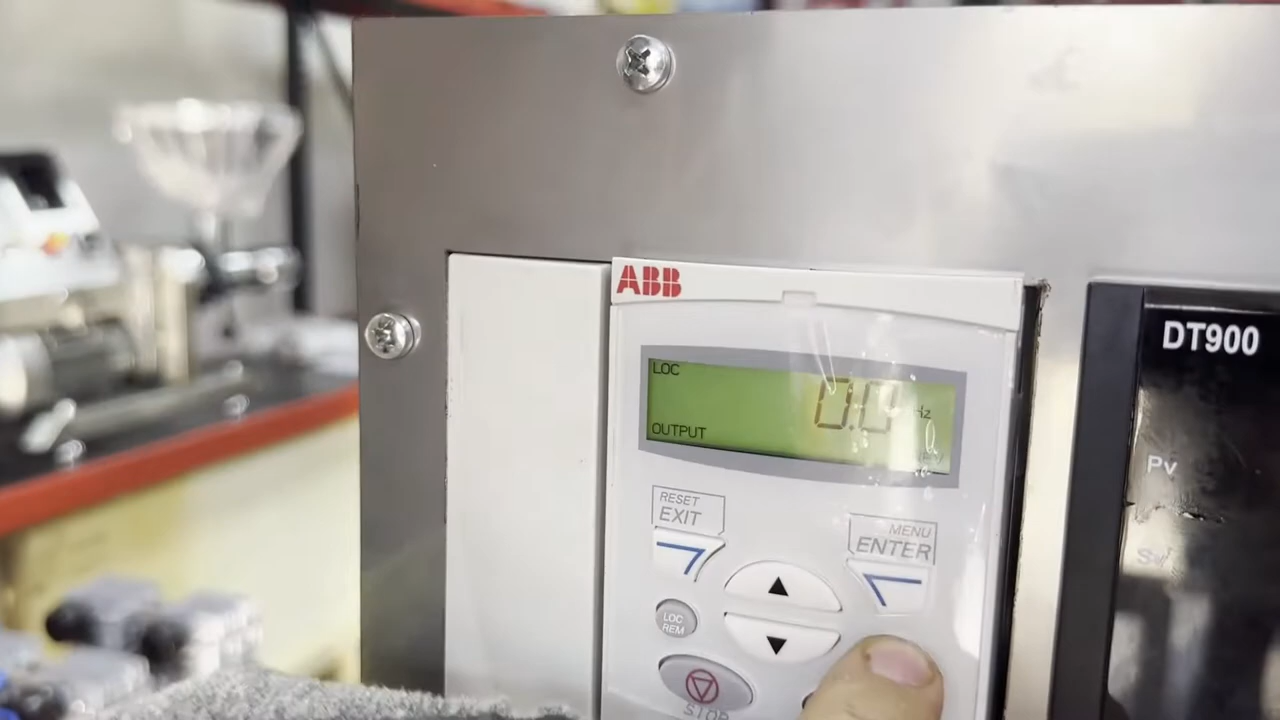 ABB
DT900
LOC
0.0 Hz
OUTPUT
Pv
RESET
EXIT
MENU
ENTER
LOC
REM
STOP